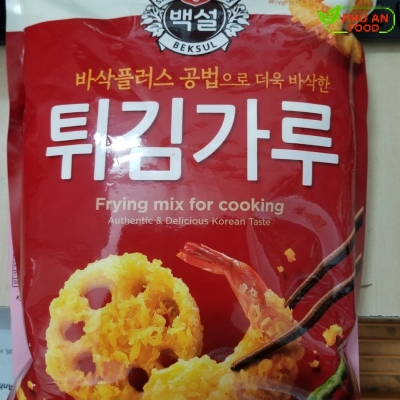 PHU AN
FOOD
백설
BEKSUL
바삭플러스 공법으로 더욱 바삭한
튀김가루
Frying mix for cooking
Authentic & Delicious Korean Taste